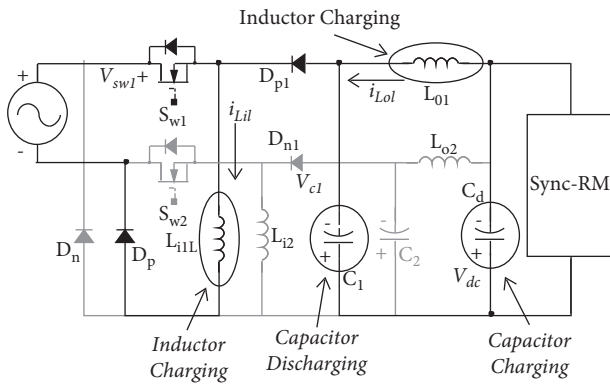 Inductor Charging
+
V_sw1+
D_p1
i_Lol
L_01
S_w1
-
i_Lil
D_n1
L_o2
Sync-RM
V_c1
C_d
S_w2
D_n
D_p
L_i1L
L_i2
-
+
C_1
-
+
C_2
-
+
V_dc
Inductor
Charging
Capacitor
Discharging
Capacitor
Charging